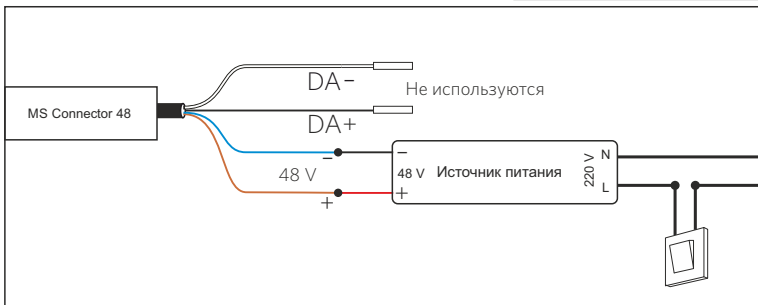 DA-
Не используются
MS Connector 48
DA+
-
-
N
48 V
48 V
Источник питания
220 V
L
+
+